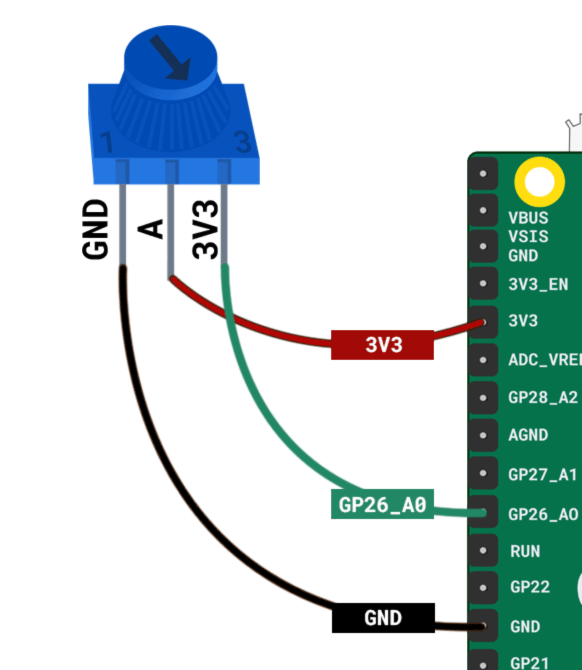 1
3
GND
A
3V3
VBUS
VSIS
GND
3V3_EN
3V3
3V3
GP28_A2
AGND
GP27_A1
GP26_A0
GP26_A0
RUN
GP22
GND
GND
GP21